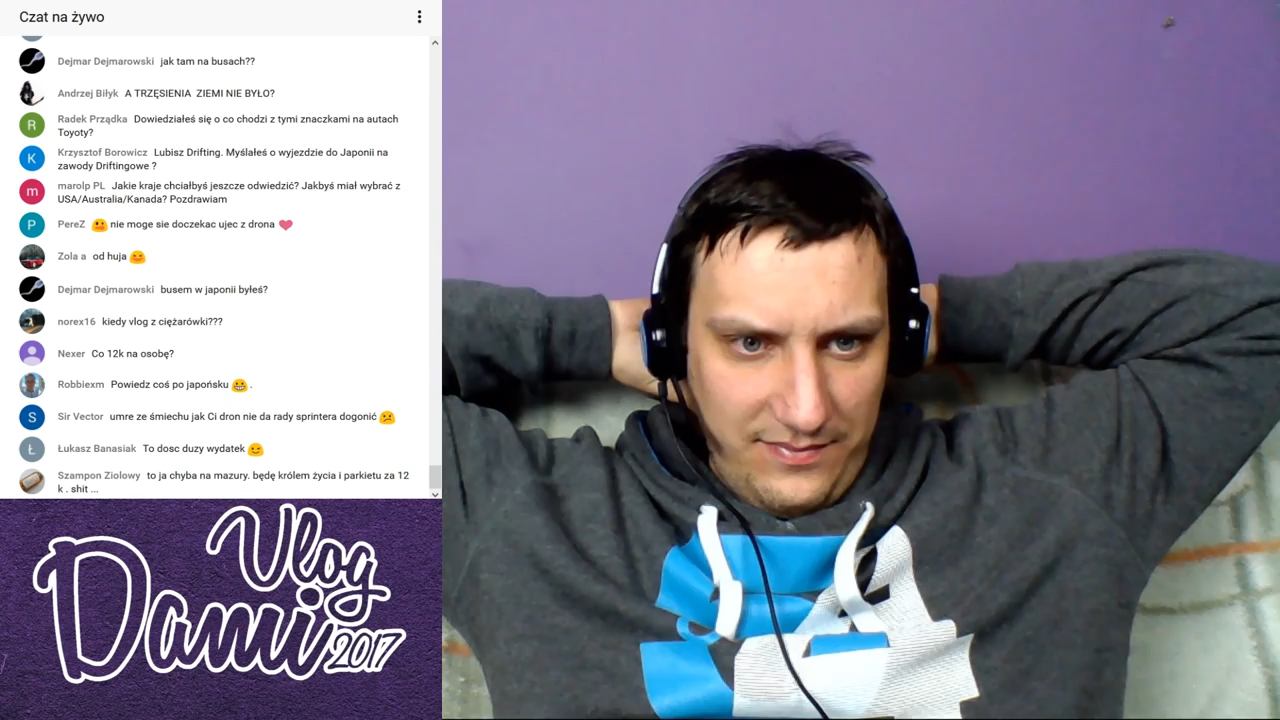 Czat na żywo
Dejmar Dejmarowski jak tam na busach??
Andrzej Biłyk A TRZĘSIENIA ZIEMI NIE BYŁO?
R
Radek Prządka Dowiedziałeś się o co chodzi z tymi znaczkami na autach
Toyoty?
K
Krzysztof Borowicz Lubisz Drifting. Myślałeś o wyjezdzie do Japonii na
zawody Driftingowe ?
m
marolp PL Jakie kraje chciałbyś jeszcze odwiedzić? Jakbyś miał wybrać z
USA/Australia/Kanada? Pozdrawiam
P
PereZ nie moge sie doczekac ujec z drona
Zola a od huja
Dejmar Dejmarowski busem w japonii byłeś?
norex16 kiedy vlog z ciężarówki???
Nexer Co 12k na osobę?
Robbiexm Powiedz coś po japońsku .
S
Sir Vector umre ze śmiechu jak Ci dron nie da rady sprintera dogonić
Ł
Łukasz Banasiak To dosc duzy wydatek
Szampon Ziolowy to ja chyba na mazury. będę królem życia i parkietu za 12
k . shit ...
Vlog
Dami
2017